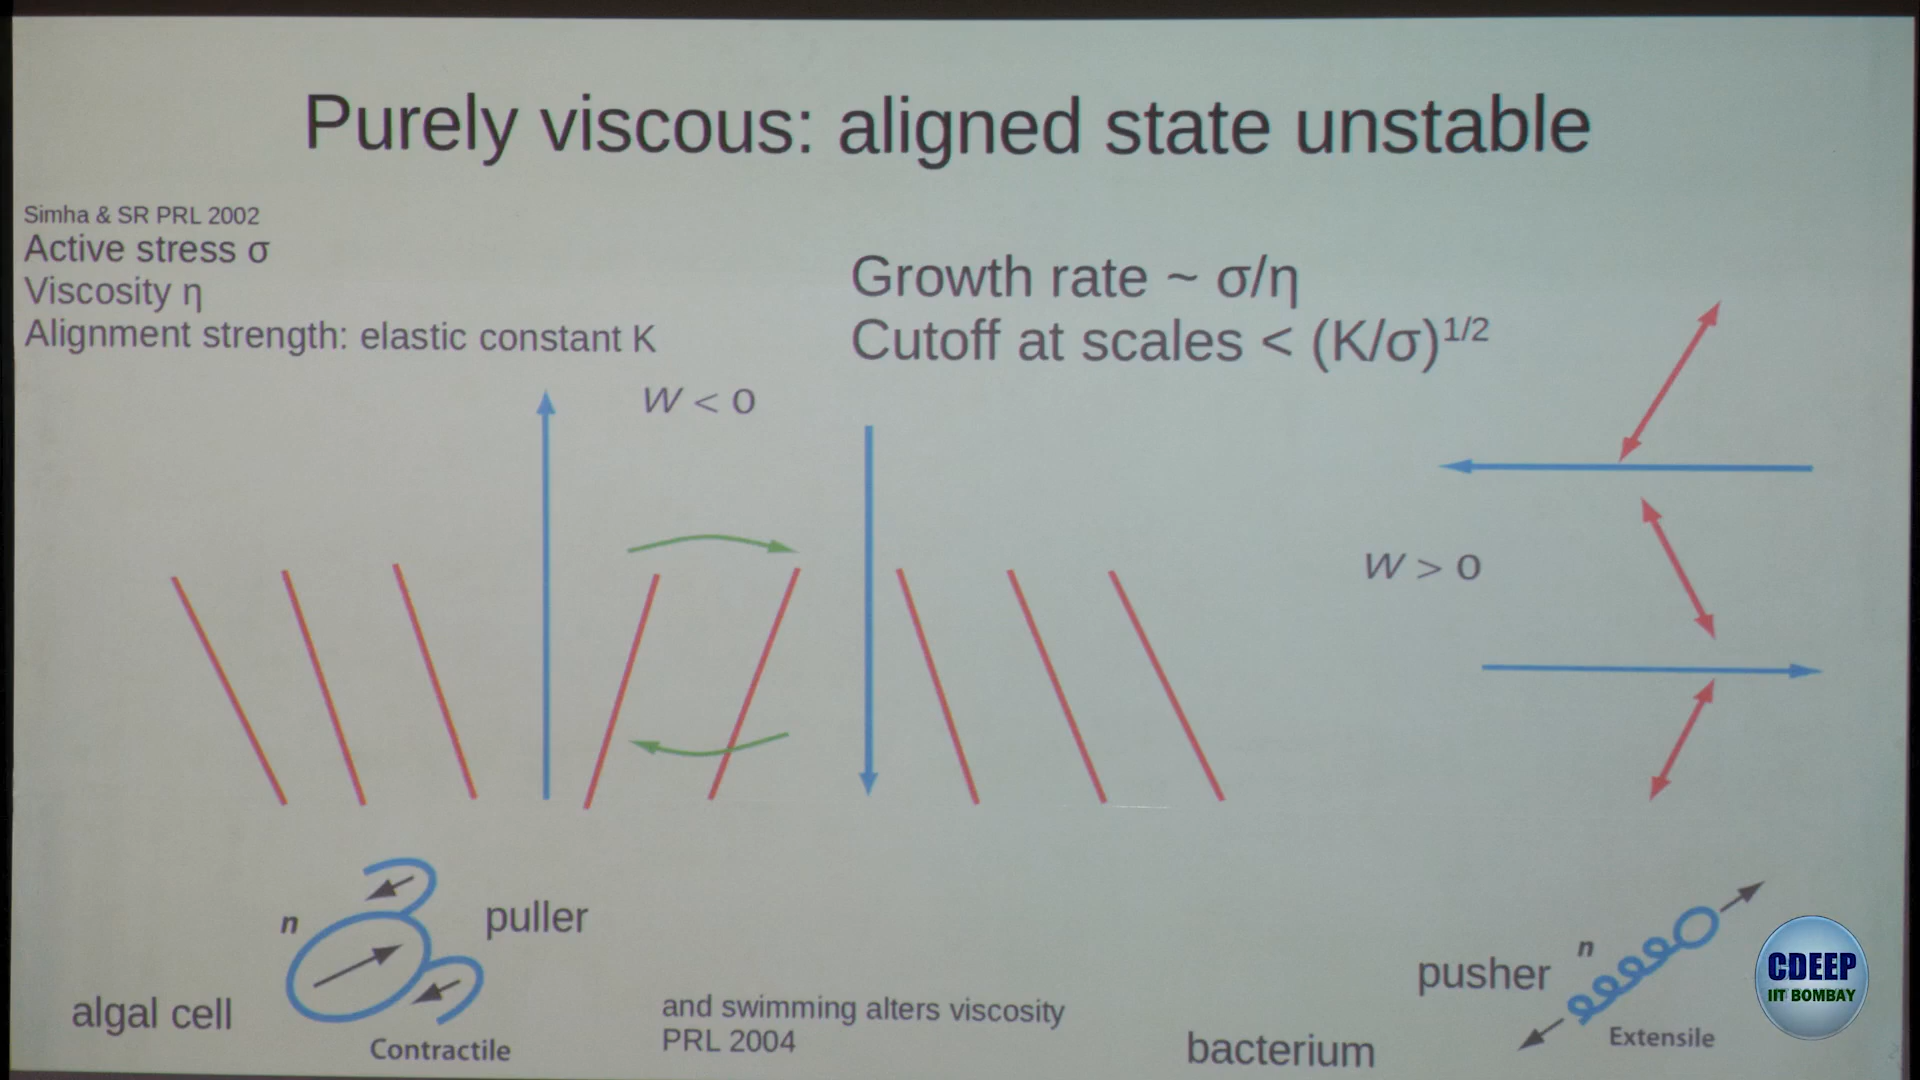 Purely viscous: aligned state unstable
Simha & SR PRL 2002
Active stress σ
Viscosity η
Alignment strength: elastic constant K
Growth rate ~ σ/η
Cutoff at scales < (K/σ)^1/2
W < 0
W > 0
n
puller
algal cell
Contractile
and swimming alters viscosity
PRL 2004
n
pusher
bacterium
Extensile
CDEEP
IIT BOMBAY